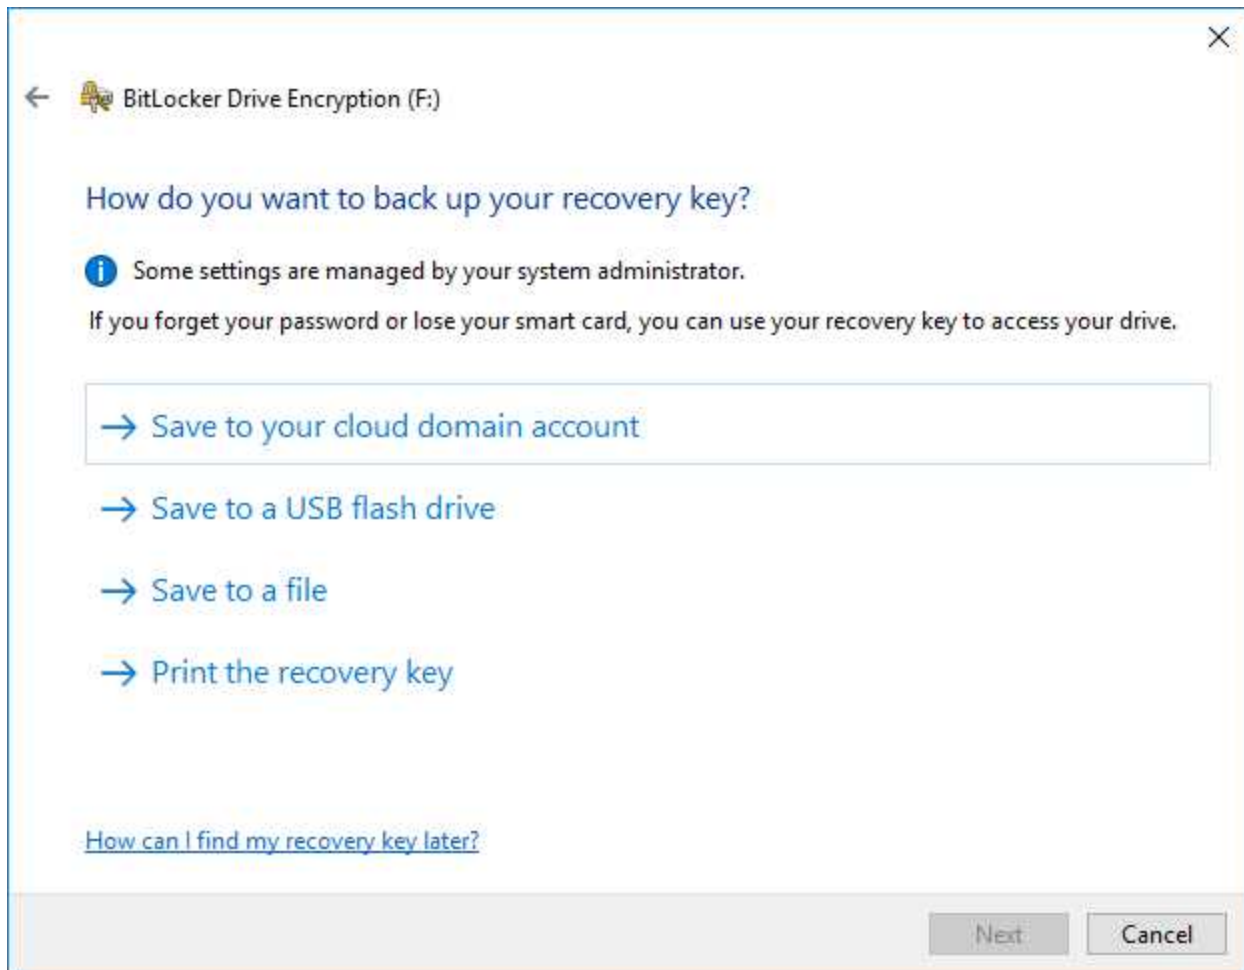 BitLocker Drive Encryption (F:)
How do you want to back up your recovery key?
Some settings are managed by your system administrator.
If you forget your password or lose your smart card, you can use your recovery key to access your drive.
Save to your cloud domain account
Save to a USB flash drive
Save to a file
Print the recovery key
How can I find my recovery key later?
Next Cancel